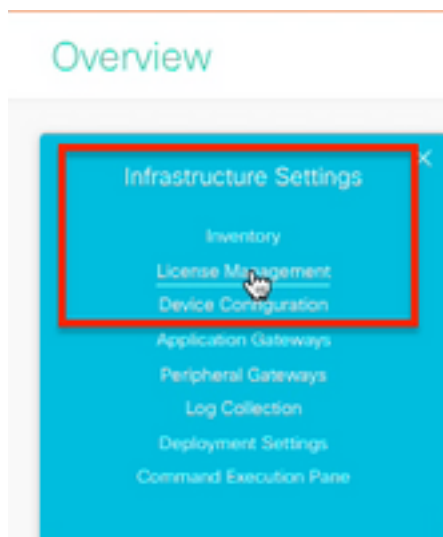 Overview
Infrastructure Settings
Inventory
License Management
Device Configuration
Application Gateways
Peripheral Gateways
Log Collection
Deployment Settings
Command Execution Pane